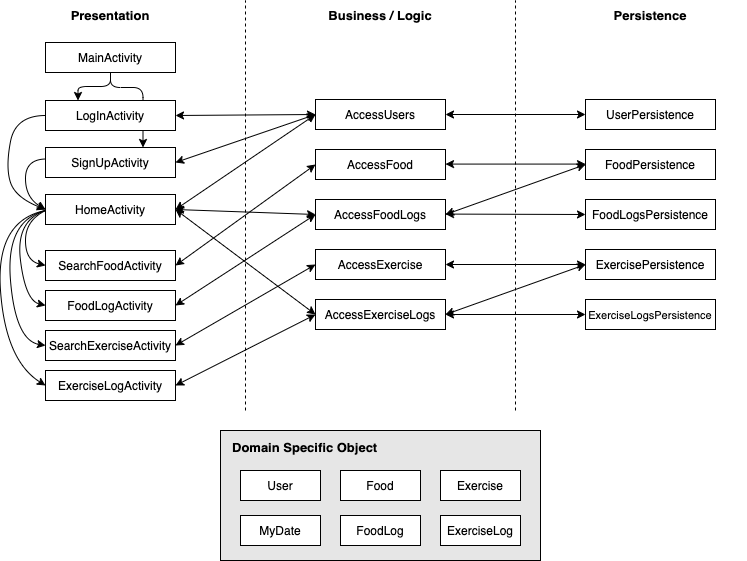 Presentation
Business / Logic
Persistence
MainActivity
LogInActivity
AccessUsers
UserPersistence
SignUpActivity
AccessFood
FoodPersistence
HomeActivity
AccessFoodLogs
FoodLogsPersistence
SearchFoodActivity
AccessExercise
ExercisePersistence
FoodLogActivity
AccessExerciseLogs
ExerciseLogsPersistence
SearchExerciseActivity
ExerciseLogActivity
Domain Specific Object
User
Food
Exercise
MyDate
FoodLog
ExerciseLog